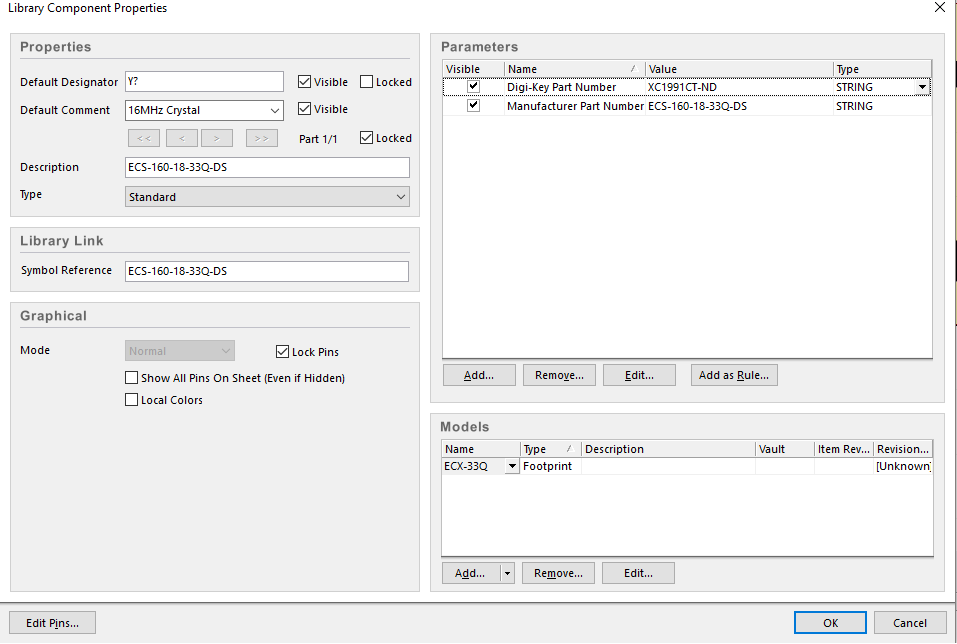 Library Component Properties
Properties
Default Designator Y? Visible Locked
Default Comment 16MHz Crystal Visible
<< < > >> Part 1/1 Locked
Description ECS-160-18-33Q-DS
Type Standard
Library Link
Symbol Reference ECS-160-18-33Q-DS
Graphical
Mode Normal Lock Pins
Show All Pins On Sheet (Even if Hidden)
Local Colors
Parameters
Visible Name / Value Type
Digi-Key Part Number XC1991CT-ND STRING
Manufacturer Part Number ECS-160-18-33Q-DS STRING
Add... Remove... Edit... Add as Rule...
Models
Name Type / Description Vault Item Rev... Revision...
ECX-33Q Footprint [Unknown]
Add... Remove... Edit...
Edit Pins... OK Cancel